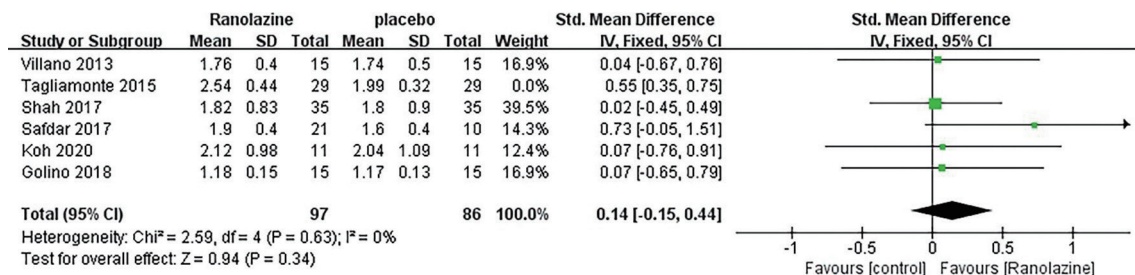 Ranolazine placebo Std. Mean Difference Std. Mean Difference
Study or Subgroup Mean SD Total Mean SD Total Weight IV, Fixed, 95% CI IV, Fixed, 95% CI
Villano 2013 1.76 0.4 15 1.74 0.5 15 16.9% 0.04 [-0.67, 0.76]
Tagliamonte 2015 2.54 0.44 29 1.99 0.32 29 0.0% 0.55 [0.35, 0.75]
Shah 2017 1.82 0.83 35 1.8 0.9 35 39.5% 0.02 [-0.45, 0.49]
Safdar 2017 1.9 0.4 21 1.6 0.4 10 14.3% 0.73 [-0.05, 1.51]
Koh 2020 2.12 0.98 11 2.04 1.09 11 12.4% 0.07 [-0.76, 0.91]
Golino 2018 1.18 0.15 15 1.17 0.13 15 16.9% 0.07 [-0.65, 0.79]
Total (95% CI) 97 86 100.0% 0.14 [-0.15, 0.44]
Heterogeneity: Chi² = 2.59, df = 4 (P = 0.63); I² = 0%
Test for overall effect: Z = 0.94 (P = 0.34)
-1 -0.5 0 0.5 1
Favours [control] Favours [Ranolazine]